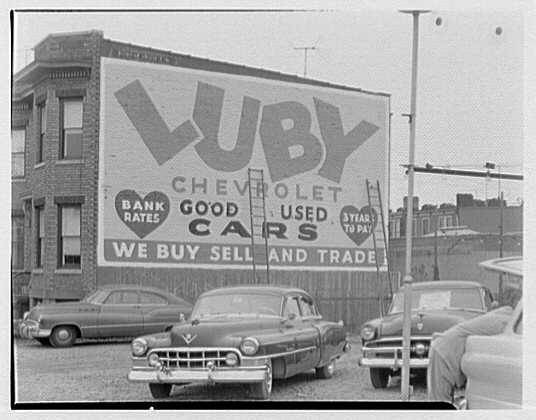 LUBY
CHEVROLET
BANK
RATES
GOOD USED
CARS
3 YEARS
TO PAY
WE BUY SELL AND TRADE